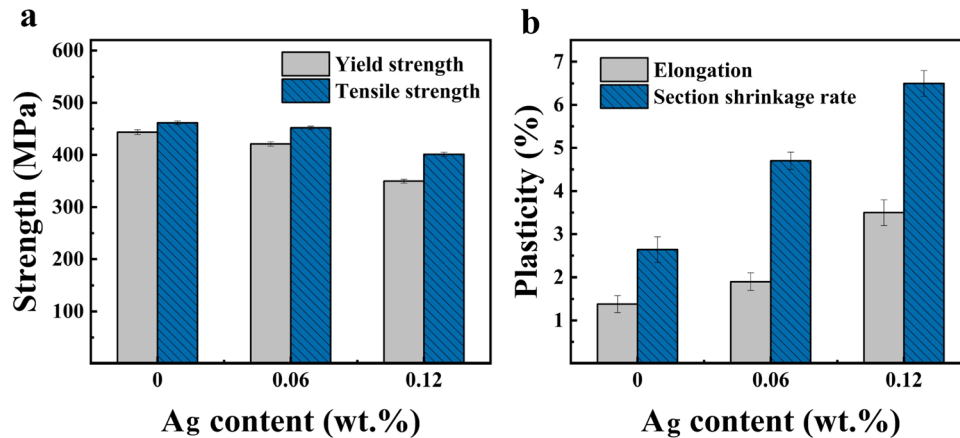 a
600
500
400
300
200
100
Strength (MPa)
Yield strength
Tensile strength
0
0.06
0.12
Ag content (wt.%)
b
7
6
5
4
3
2
1
Plasticity (%)
Elongation
Section shrinkage rate
0
0.06
0.12
Ag content (wt.%)